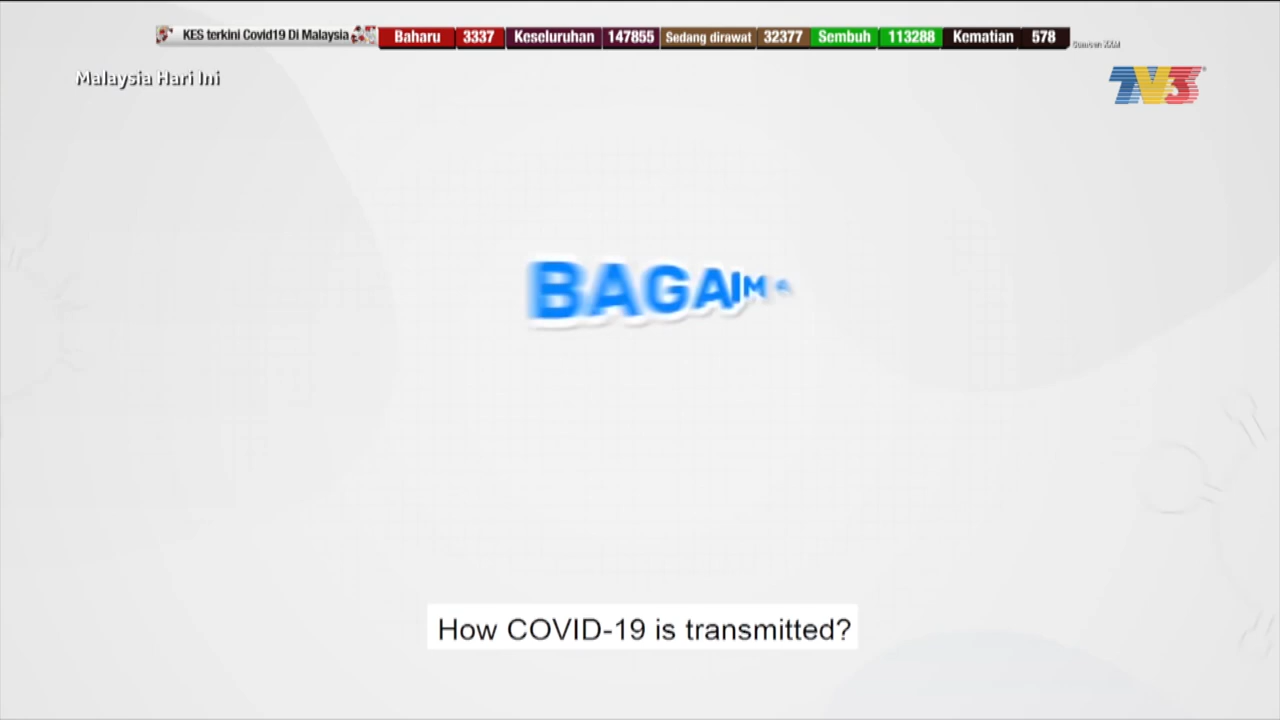 KES terkini Covid19 Di Malaysia Baharu 3337 Keseluruhan 147855 Sedang dirawat 32377 Sembuh 113288 Kematian 578
Malaysia Hari Ini
TV3
BAGAIM
How COVID-19 is transmitted?